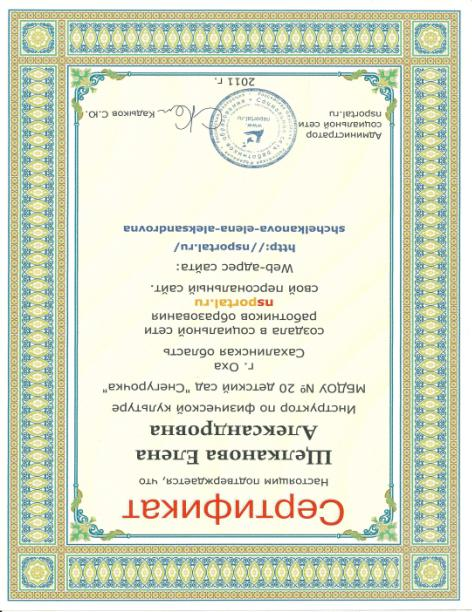 Сертификат
Настоящим подтверждается, что
Щелканова Елена
Александровна
Инструктор по физической культуре
МБДОУ № 20 детский сад "Снегурочка"
г. Оха
Сахалинская область
создала в социальной сети
работников образования
nsportal.ru
свой персональный сайт.
Web-адрес сайта:
http://nsportal.ru/
shchelkanova-elena-aleksandrovna
Администратор
социальной сети
nsportal.ru
Кадыков С.Ю.
2011 г.